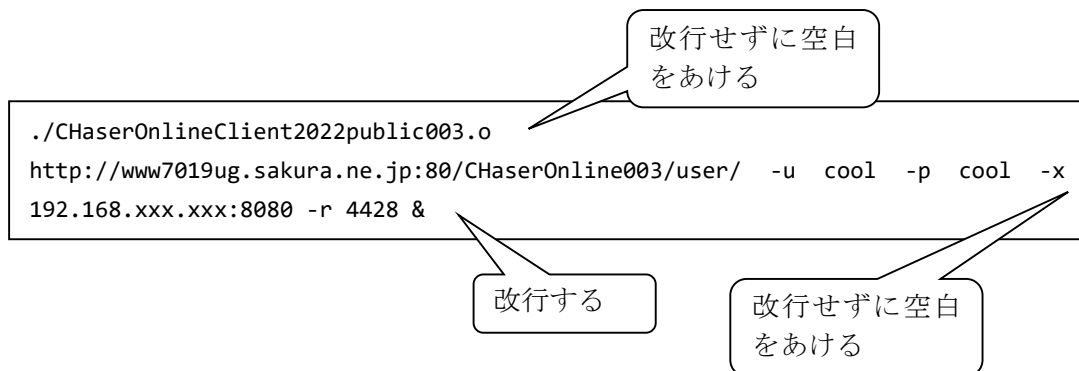 改行せずに空白
をあける
./CHaserOnlineClient2022public003.o
http://www7019ug.sakura.ne.jp:80/CHaserOnline003/user/ -u cool -p cool -x
192.168.xxx.xxx:8080 -r 4428 &
改行する
改行せずに空白
をあける